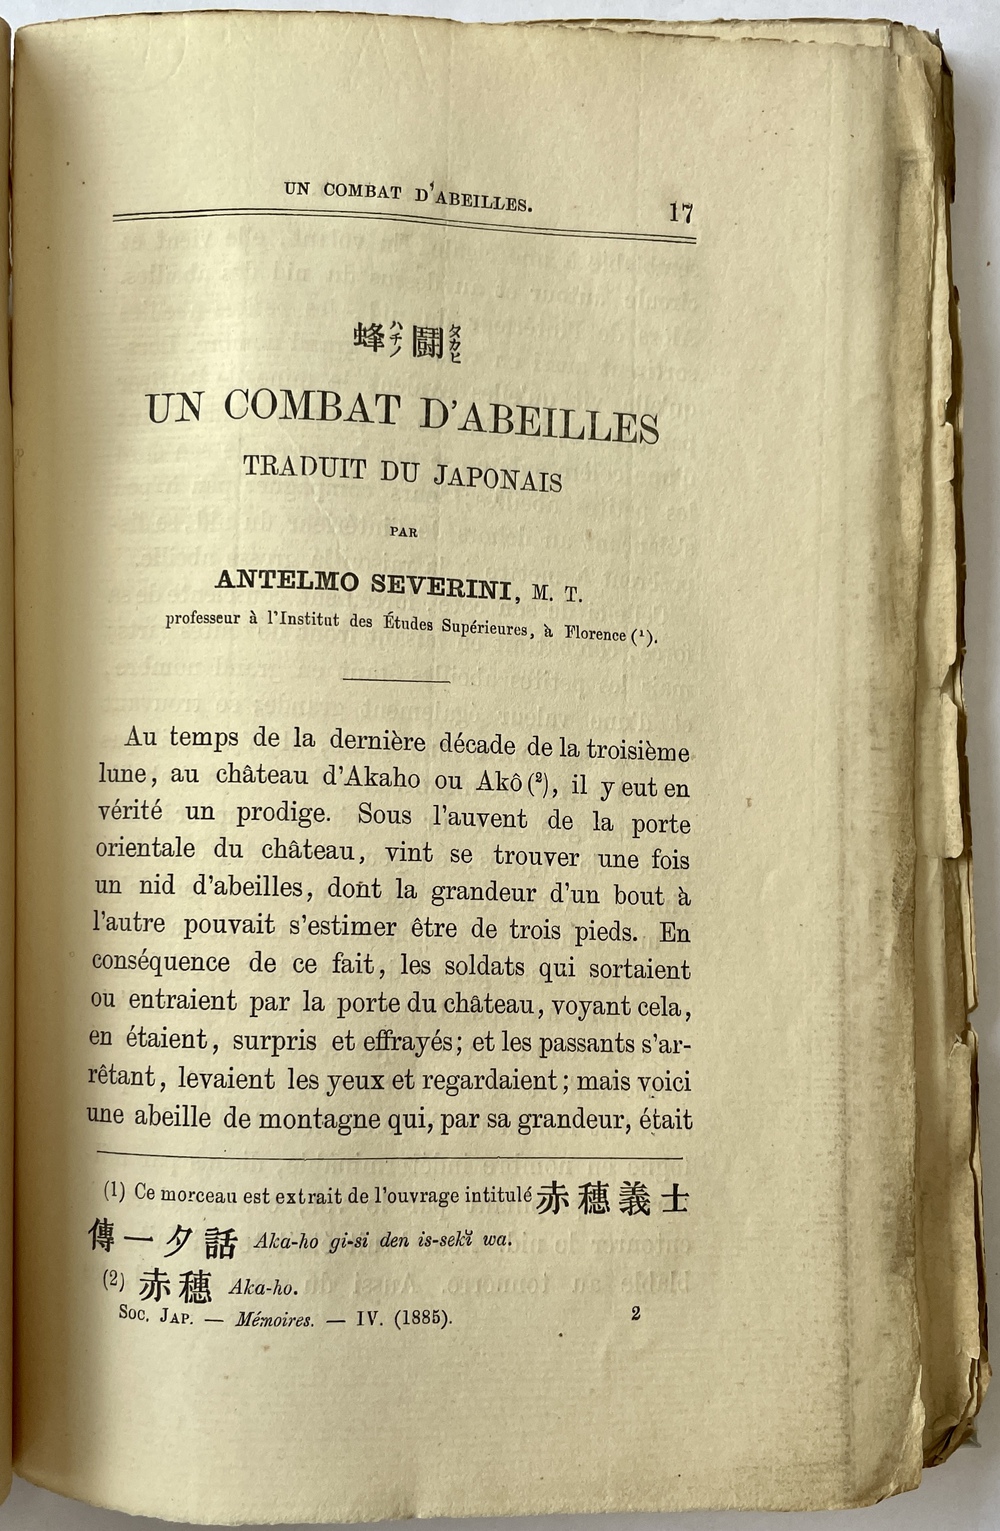 UN COMBAT D'ABEILLES. 17
蜂ハチノ鬪タカヒ
UN COMBAT D'ABEILLES
TRADUIT DU JAPONAIS
PAR
ANTELMO SEVERINI, M. T.
professeur à l'Institut des Études Supérieures, à Florence (¹).
Au temps de la dernière décade de la troisième
lune, au château d'Akaho ou Akô (²), il y eut en
vérité un prodige. Sous l'auvent de la porte
orientale du château, vint se trouver une fois
un nid d'abeilles, dont la grandeur d'un bout à
l'autre pouvait s'estimer être de trois pieds. En
conséquence de ce fait, les soldats qui sortaient
ou entraient par la porte du château, voyant cela,
en étaient, surpris et effrayés; et les passants s'ar-
rêtant, levaient les yeux et regardaient; mais voici
une abeille de montagne qui, par sa grandeur, était
(1) Ce morceau est extrait de l'ouvrage intitulé 赤穗義士
傳一夕話 Aka-ho gi-si den is-sekĭ wa.
(2) 赤穗 Aka-ho.
Soc. Jap. — Mémoires. — IV. (1885). 2